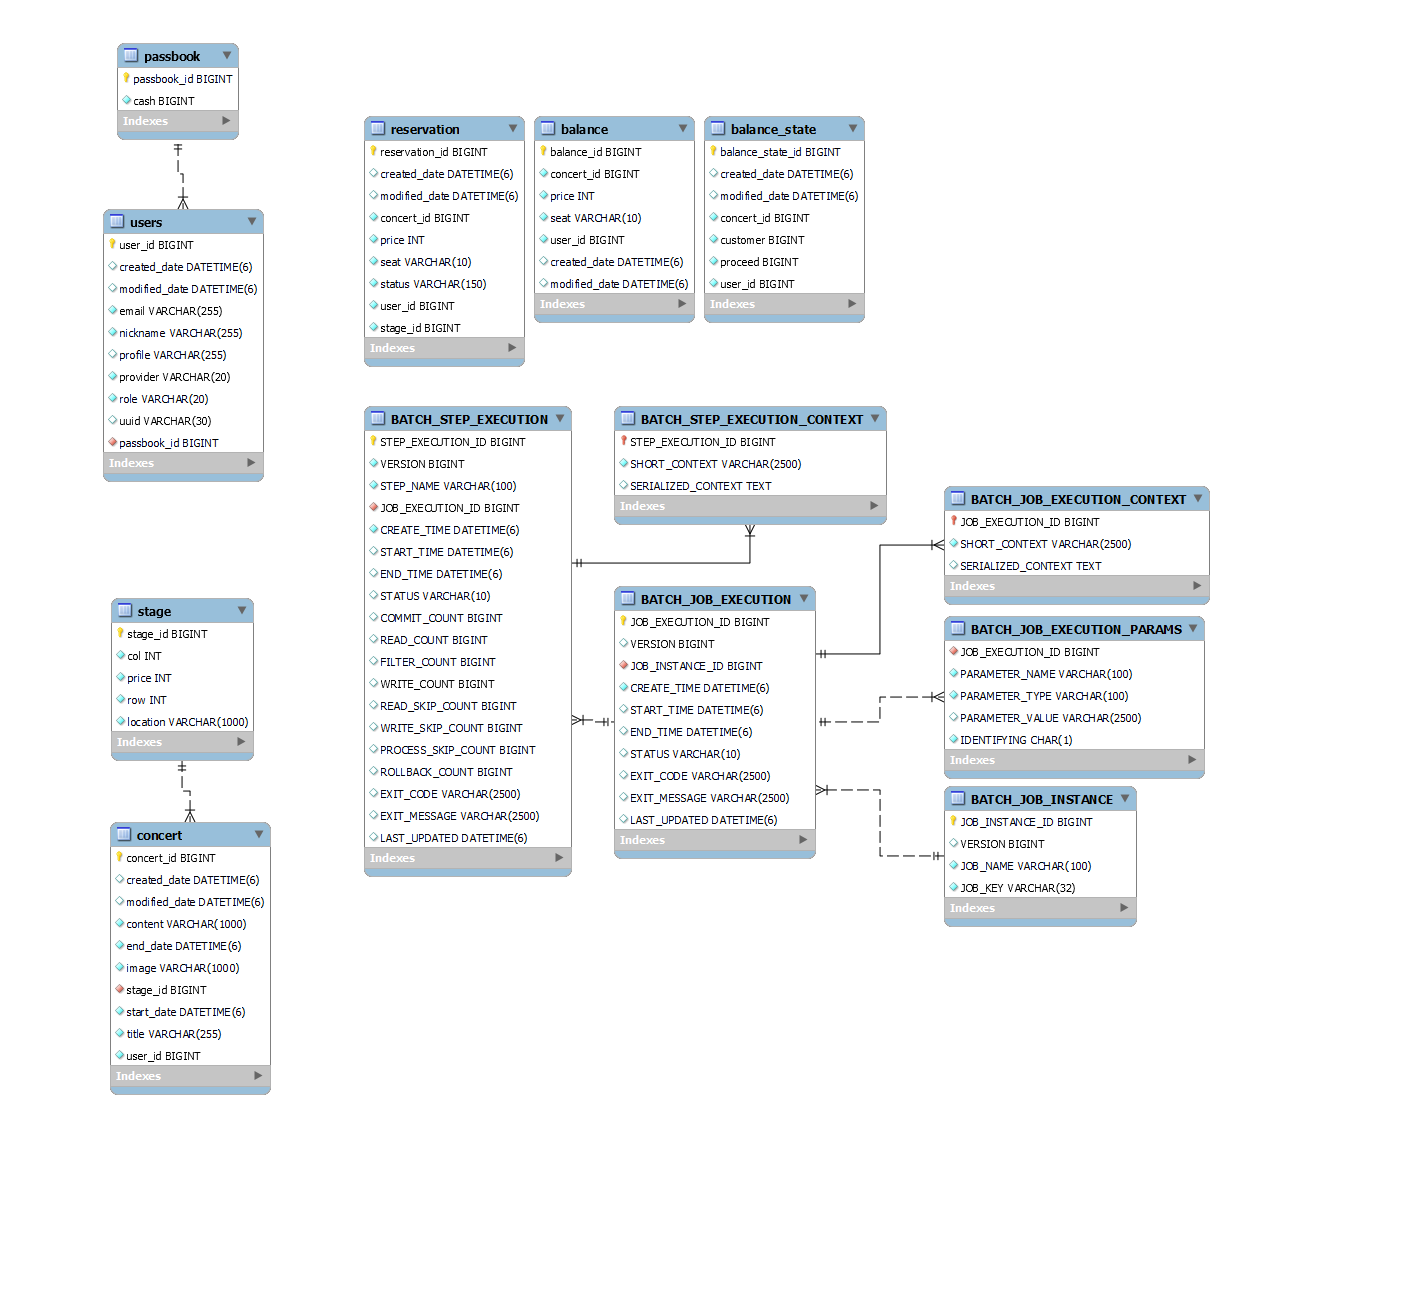 passbook
passbook_id BIGINT
cash BIGINT
Indexes
users
user_id BIGINT
created_date DATETIME(6)
modified_date DATETIME(6)
email VARCHAR(255)
nickname VARCHAR(255)
profile VARCHAR(255)
provider VARCHAR(20)
role VARCHAR(20)
uuid VARCHAR(30)
passbook_id BIGINT
Indexes
stage
stage_id BIGINT
col INT
price INT
row INT
location VARCHAR(1000)
Indexes
concert
concert_id BIGINT
created_date DATETIME(6)
modified_date DATETIME(6)
content VARCHAR(1000)
end_date DATETIME(6)
image VARCHAR(1000)
stage_id BIGINT
start_date DATETIME(6)
title VARCHAR(255)
user_id BIGINT
Indexes
reservation
reservation_id BIGINT
created_date DATETIME(6)
modified_date DATETIME(6)
concert_id BIGINT
price INT
seat VARCHAR(10)
status VARCHAR(150)
user_id BIGINT
stage_id BIGINT
Indexes
balance
balance_id BIGINT
concert_id BIGINT
price INT
seat VARCHAR(10)
user_id BIGINT
created_date DATETIME(6)
modified_date DATETIME(6)
Indexes
balance_state
balance_state_id BIGINT
created_date DATETIME(6)
modified_date DATETIME(6)
concert_id BIGINT
customer BIGINT
proceed BIGINT
user_id BIGINT
Indexes
BATCH_STEP_EXECUTION
STEP_EXECUTION_ID BIGINT
VERSION BIGINT
STEP_NAME VARCHAR(100)
JOB_EXECUTION_ID BIGINT
CREATE_TIME DATETIME(6)
START_TIME DATETIME(6)
END_TIME DATETIME(6)
STATUS VARCHAR(10)
COMMIT_COUNT BIGINT
READ_COUNT BIGINT
FILTER_COUNT BIGINT
WRITE_COUNT BIGINT
READ_SKIP_COUNT BIGINT
WRITE_SKIP_COUNT BIGINT
PROCESS_SKIP_COUNT BIGINT
ROLLBACK_COUNT BIGINT
EXIT_CODE VARCHAR(2500)
EXIT_MESSAGE VARCHAR(2500)
LAST_UPDATED DATETIME(6)
Indexes
BATCH_STEP_EXECUTION_CONTEXT
STEP_EXECUTION_ID BIGINT
SHORT_CONTEXT VARCHAR(2500)
SERIALIZED_CONTEXT TEXT
Indexes
BATCH_JOB_EXECUTION
JOB_EXECUTION_ID BIGINT
VERSION BIGINT
JOB_INSTANCE_ID BIGINT
CREATE_TIME DATETIME(6)
START_TIME DATETIME(6)
END_TIME DATETIME(6)
STATUS VARCHAR(10)
EXIT_CODE VARCHAR(2500)
EXIT_MESSAGE VARCHAR(2500)
LAST_UPDATED DATETIME(6)
Indexes
BATCH_JOB_EXECUTION_CONTEXT
JOB_EXECUTION_ID BIGINT
SHORT_CONTEXT VARCHAR(2500)
SERIALIZED_CONTEXT TEXT
Indexes
BATCH_JOB_EXECUTION_PARAMS
JOB_EXECUTION_ID BIGINT
PARAMETER_NAME VARCHAR(100)
PARAMETER_TYPE VARCHAR(100)
PARAMETER_VALUE VARCHAR(2500)
IDENTIFYING CHAR(1)
Indexes
BATCH_JOB_INSTANCE
JOB_INSTANCE_ID BIGINT
VERSION BIGINT
JOB_NAME VARCHAR(100)
JOB_KEY VARCHAR(32)
Indexes